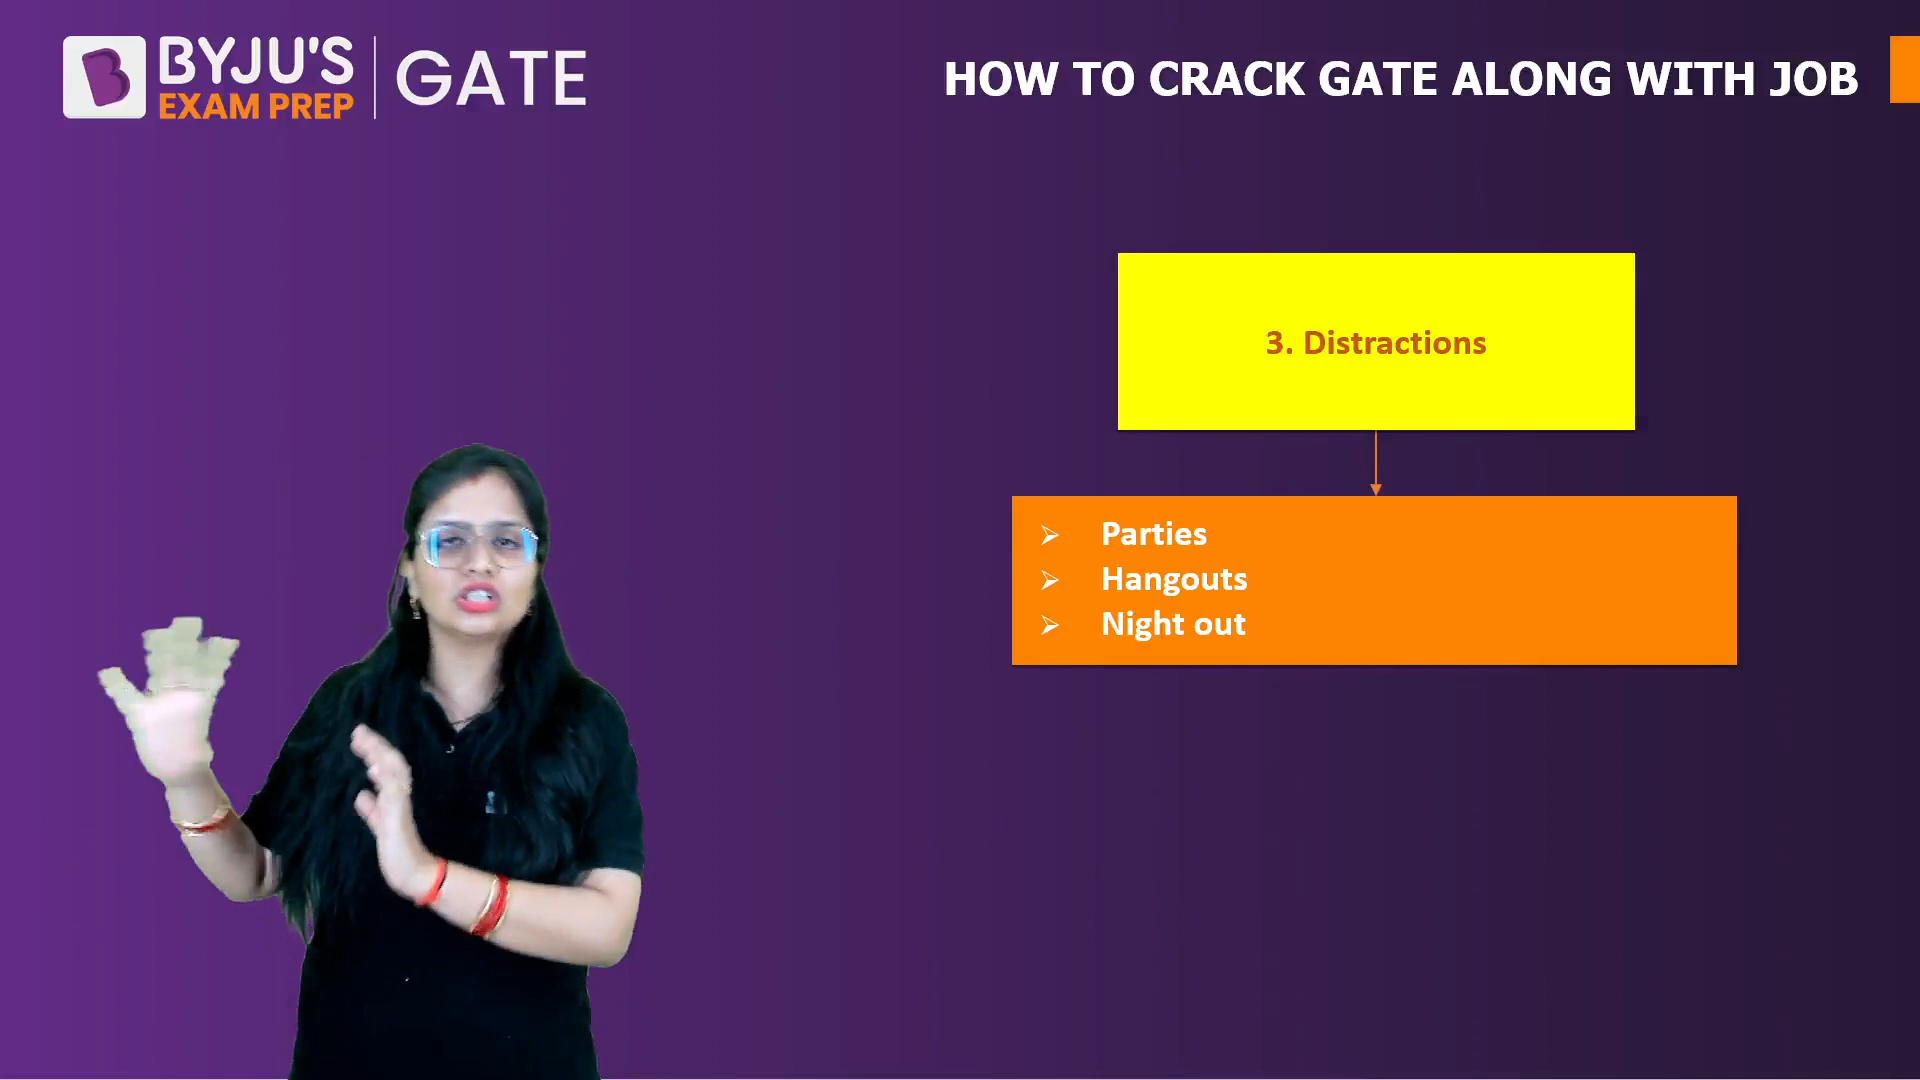 BYJU'S
EXAM PREP
GATE
HOW TO CRACK GATE ALONG WITH JOB
3. Distractions
➢ Parties
➢ Hangouts
➢ Night out